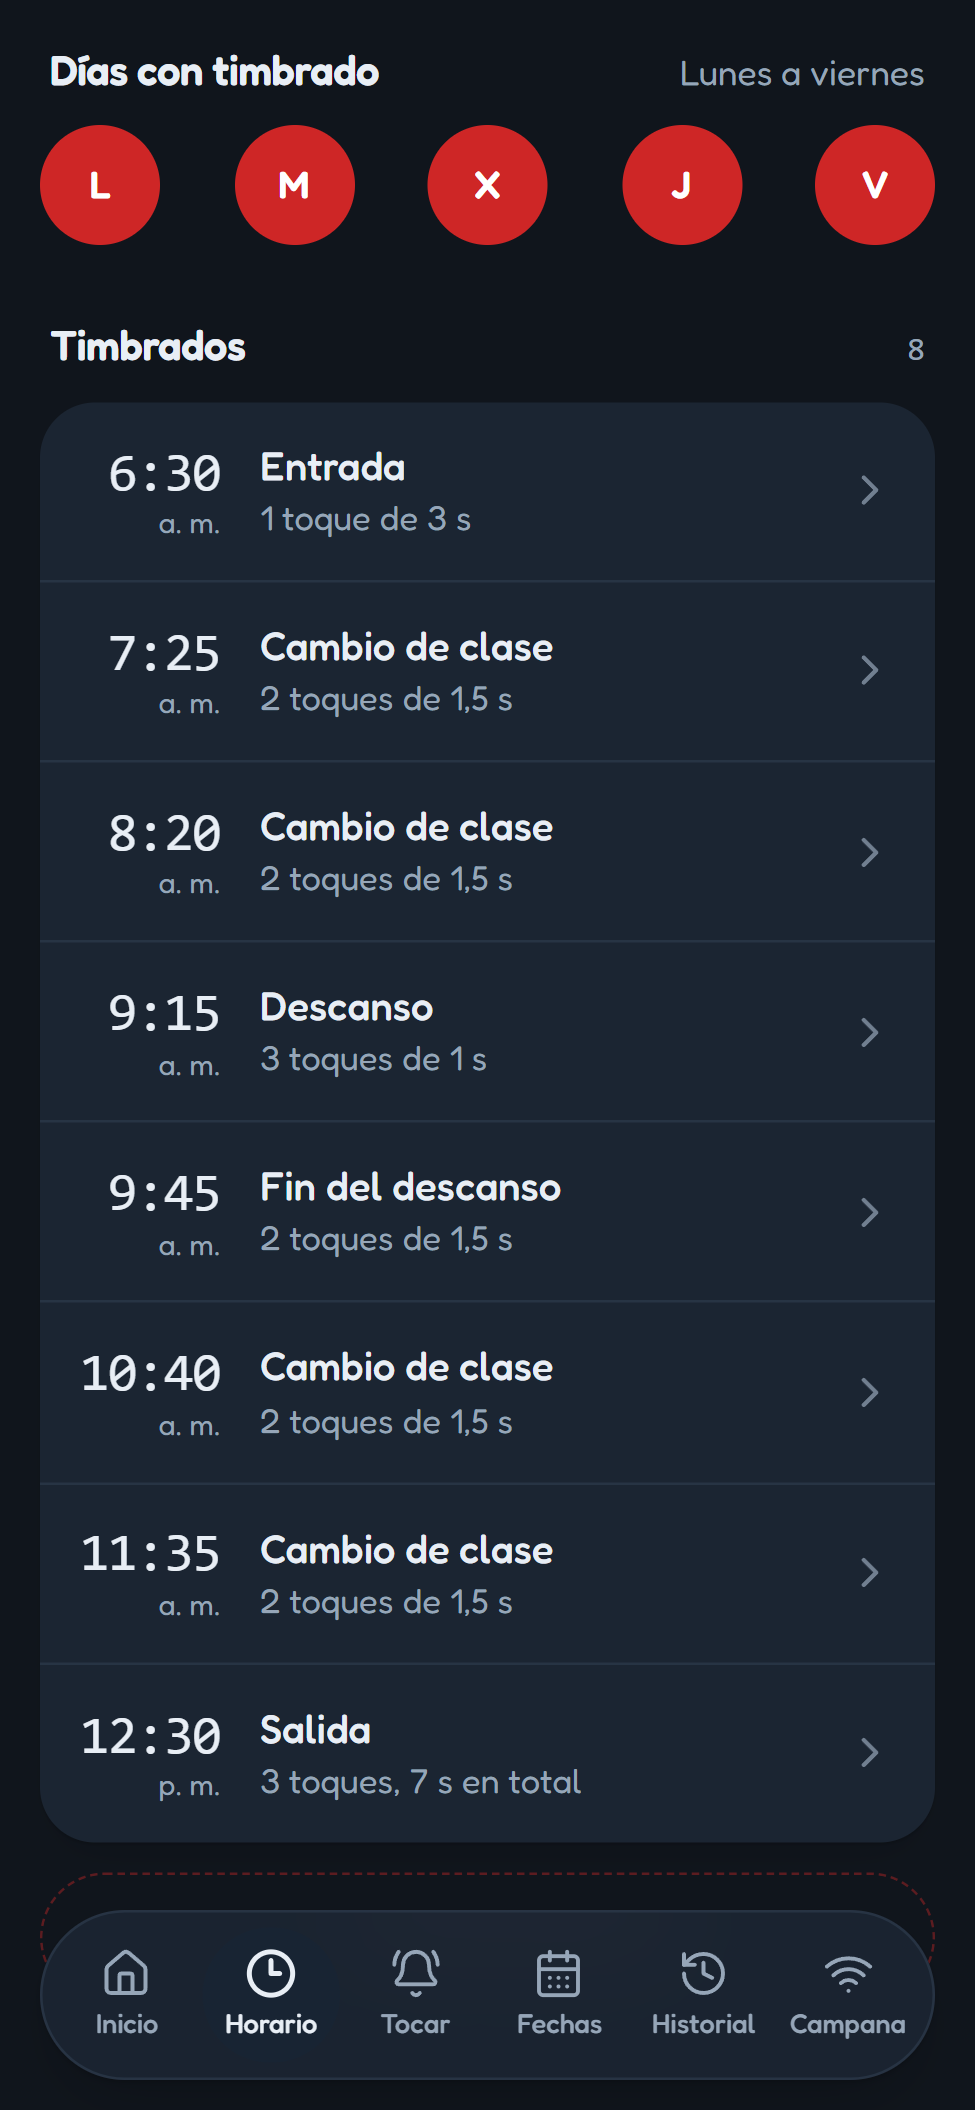 Días con timbrado
Lunes a viernes
L M X J V
Timbrados
8
6:30 a. m.
Entrada
1 toque de 3 s
7:25 a. m.
Cambio de clase
2 toques de 1,5 s
8:20 a. m.
Cambio de clase
2 toques de 1,5 s
9:15 a. m.
Descanso
3 toques de 1 s
9:45 a. m.
Fin del descanso
2 toques de 1,5 s
10:40 a. m.
Cambio de clase
2 toques de 1,5 s
11:35 a. m.
Cambio de clase
2 toques de 1,5 s
12:30 p. m.
Salida
3 toques, 7 s en total
Inicio
Horario
Tocar
Fechas
Historial
Campana